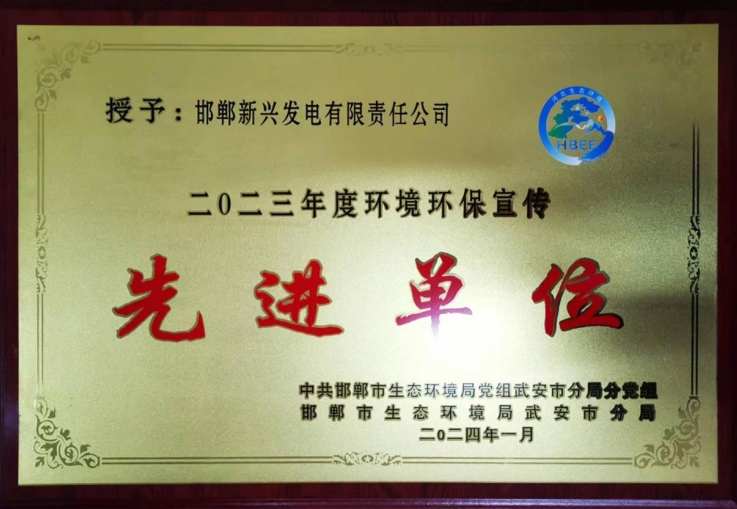 授予：邯郸新兴发电有限责任公司
HBEF
二0二三年度环境环保宣传
先进单位
中共邯郸市生态环境局党组武安市分局分党组
邯郸市生态环境局武安市分局
二0二四年一月